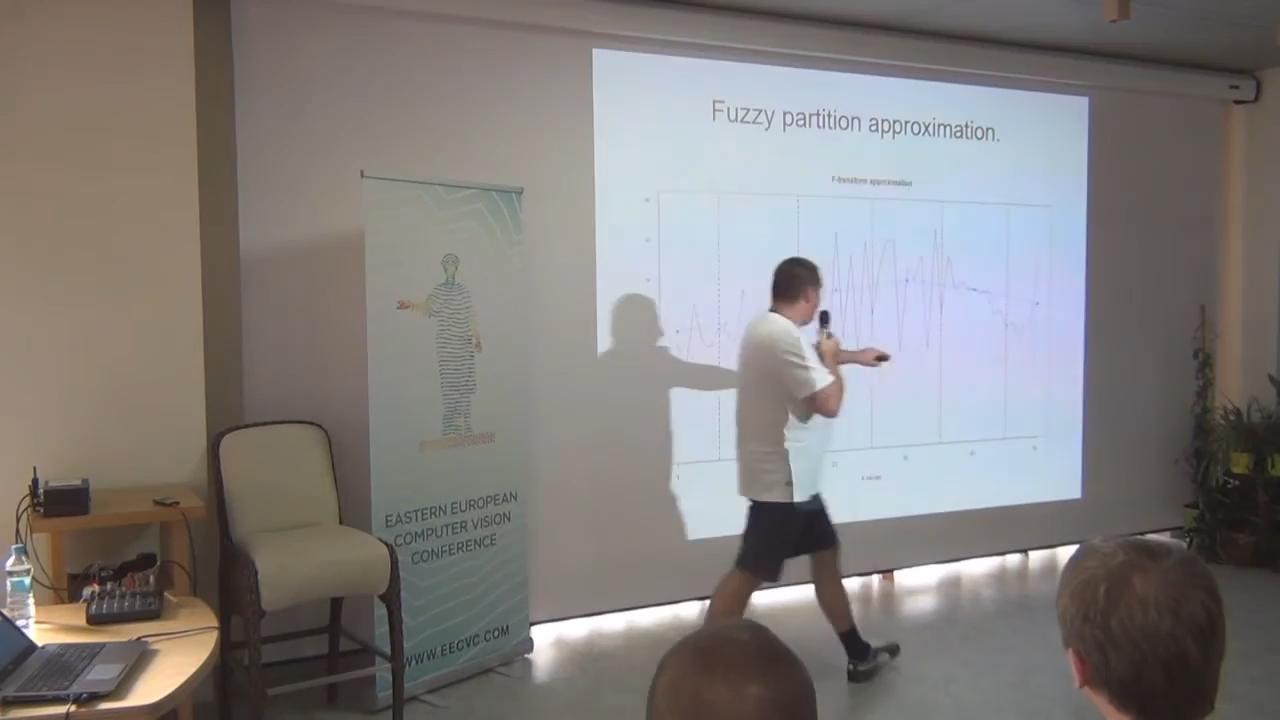 Fuzzy partition approximation.
F-transform approximation
EASTERN EUROPEAN
COMPUTER VISION
CONFERENCE
WWW.EECVC.COM